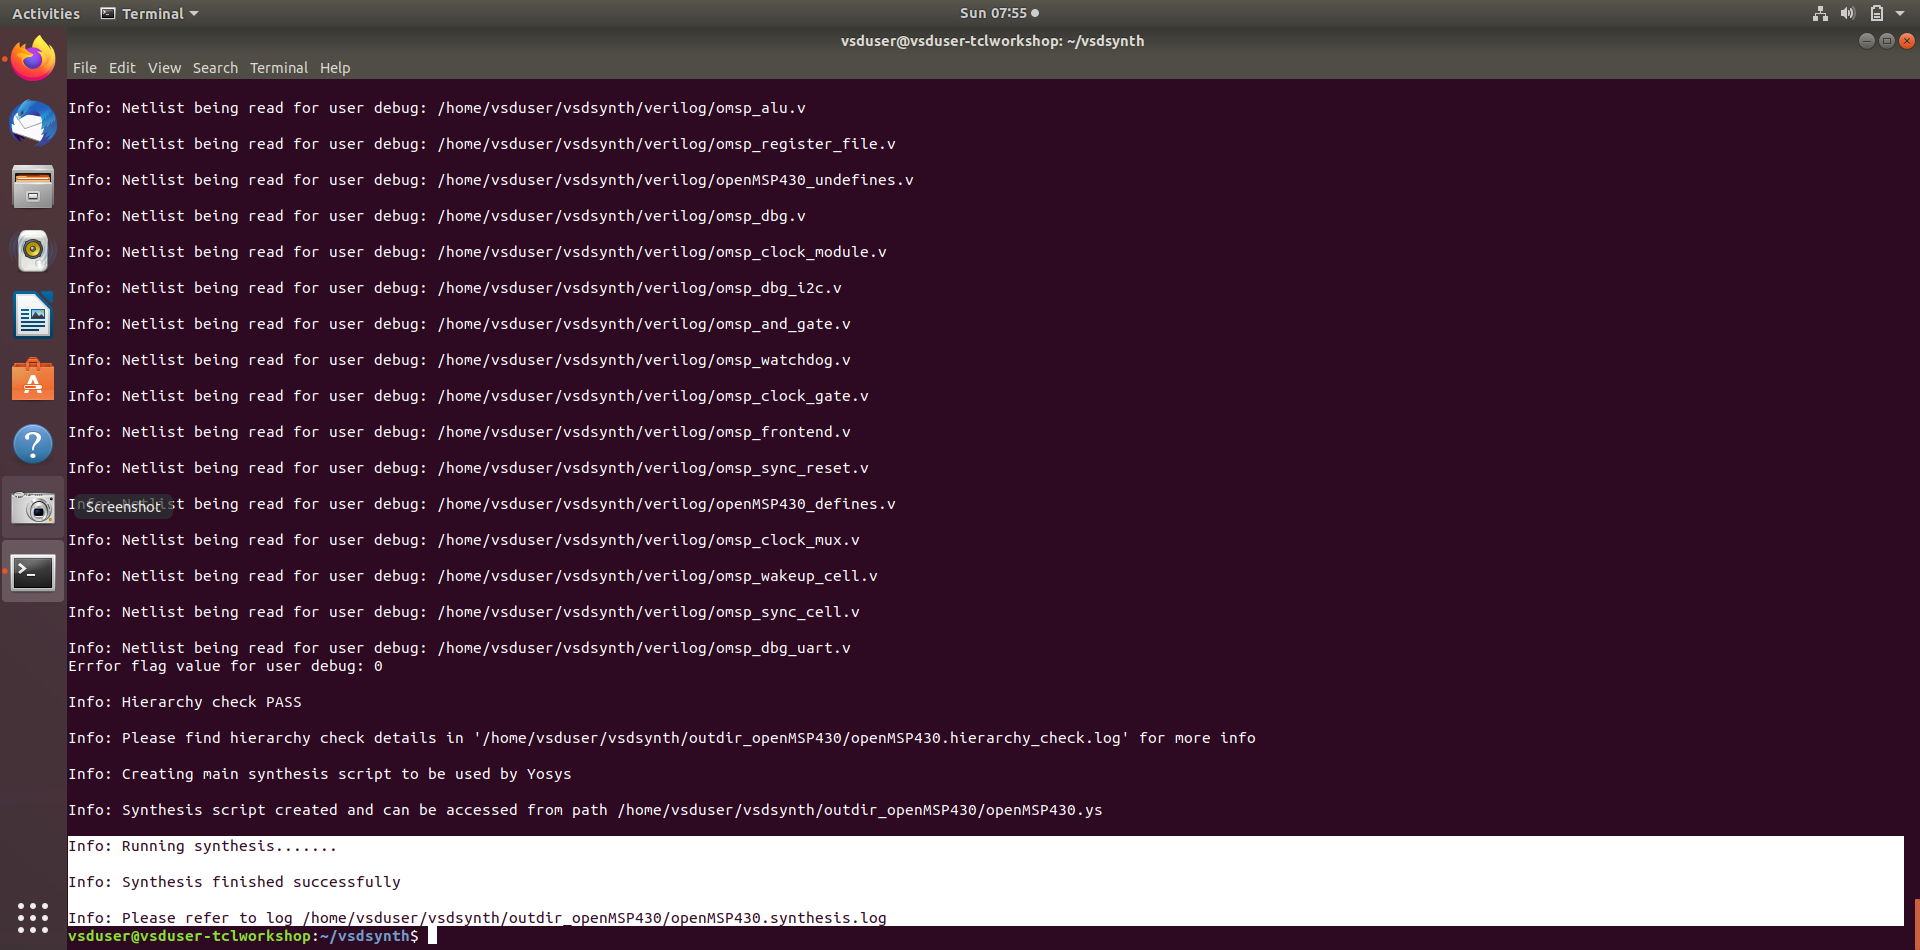 Activities Terminal Sun 07:55
vsduser@vsduser-tclworkshop: ~/vsdsynth
File Edit View Search Terminal Help
Info: Netlist being read for user debug: /home/vsduser/vsdsynth/verilog/omsp_alu.v
Info: Netlist being read for user debug: /home/vsduser/vsdsynth/verilog/omsp_register_file.v
Info: Netlist being read for user debug: /home/vsduser/vsdsynth/verilog/openMSP430_undefines.v
Info: Netlist being read for user debug: /home/vsduser/vsdsynth/verilog/omsp_dbg.v
Info: Netlist being read for user debug: /home/vsduser/vsdsynth/verilog/omsp_clock_module.v
Info: Netlist being read for user debug: /home/vsduser/vsdsynth/verilog/omsp_dbg_i2c.v
Info: Netlist being read for user debug: /home/vsduser/vsdsynth/verilog/omsp_and_gate.v
Info: Netlist being read for user debug: /home/vsduser/vsdsynth/verilog/omsp_watchdog.v
Info: Netlist being read for user debug: /home/vsduser/vsdsynth/verilog/omsp_clock_gate.v
Info: Netlist being read for user debug: /home/vsduser/vsdsynth/verilog/omsp_frontend.v
Info: Netlist being read for user debug: /home/vsduser/vsdsynth/verilog/omsp_sync_reset.v
Info: Netlist being read for user debug: /home/vsduser/vsdsynth/verilog/openMSP430_defines.v
Screenshot
Info: Netlist being read for user debug: /home/vsduser/vsdsynth/verilog/omsp_clock_mux.v
Info: Netlist being read for user debug: /home/vsduser/vsdsynth/verilog/omsp_wakeup_cell.v
Info: Netlist being read for user debug: /home/vsduser/vsdsynth/verilog/omsp_sync_cell.v
Info: Netlist being read for user debug: /home/vsduser/vsdsynth/verilog/omsp_dbg_uart.v
Errfor flag value for user debug: 0
Info: Hierarchy check PASS
Info: Please find hierarchy check details in '/home/vsduser/vsdsynth/outdir_openMSP430/openMSP430.hierarchy_check.log' for more info
Info: Creating main synthesis script to be used by Yosys
Info: Synthesis script created and can be accessed from path /home/vsduser/vsdsynth/outdir_openMSP430/openMSP430.ys
Info: Running synthesis.......
Info: Synthesis finished successfully
Info: Please refer to log /home/vsduser/vsdsynth/outdir_openMSP430/openMSP430.synthesis.log
vsduser@vsduser-tclworkshop:~/vsdsynth$